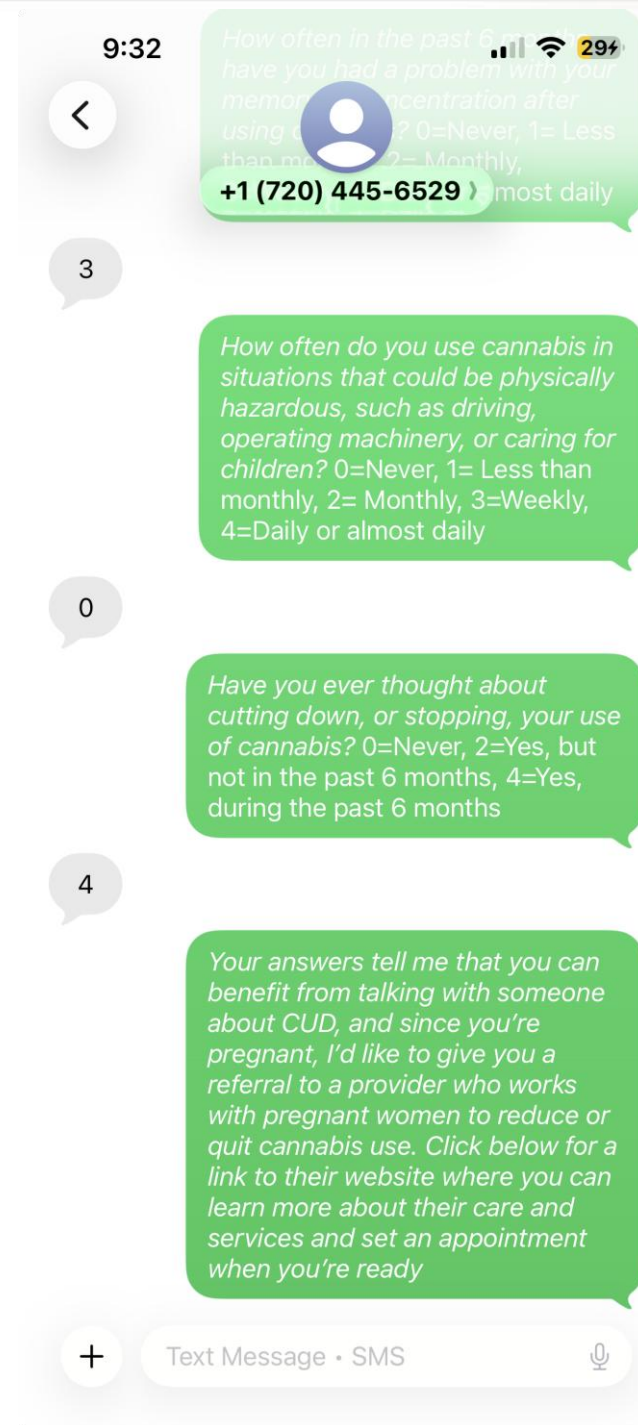 9:32
29
How often in the past 6 months
have you had a problem with your
memory concentration after
using ? 0=Never, 1= Less
than 2= Monthly,
most daily
+1 (720) 445-6529
3
How often do you use cannabis in
situations that could be physically
hazardous, such as driving,
operating machinery, or caring for
children? 0=Never, 1= Less than
monthly, 2= Monthly, 3=Weekly,
4=Daily or almost daily
0
Have you ever thought about
cutting down, or stopping, your use
of cannabis? 0=Never, 2=Yes, but
not in the past 6 months, 4=Yes,
during the past 6 months
4
Your answers tell me that you can
benefit from talking with someone
about CUD, and since you’re
pregnant, I’d like to give you a
referral to a provider who works
with pregnant women to reduce or
quit cannabis use. Click below for a
link to their website where you can
learn more about their care and
services and set an appointment
when you’re ready
Text Message • SMS